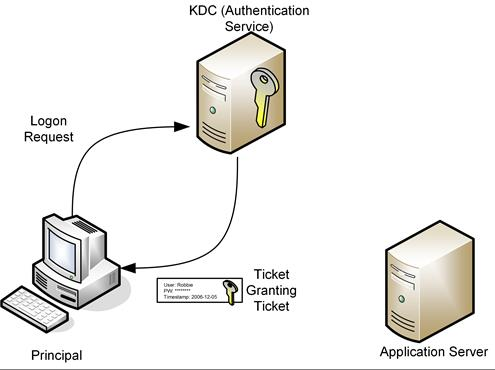 KDC (Authentication
Service)
Logon
Request
User: Robbie
PW: ********
Timestamp: 2006-12-05
Ticket
Granting
Ticket
Principal
Application Server